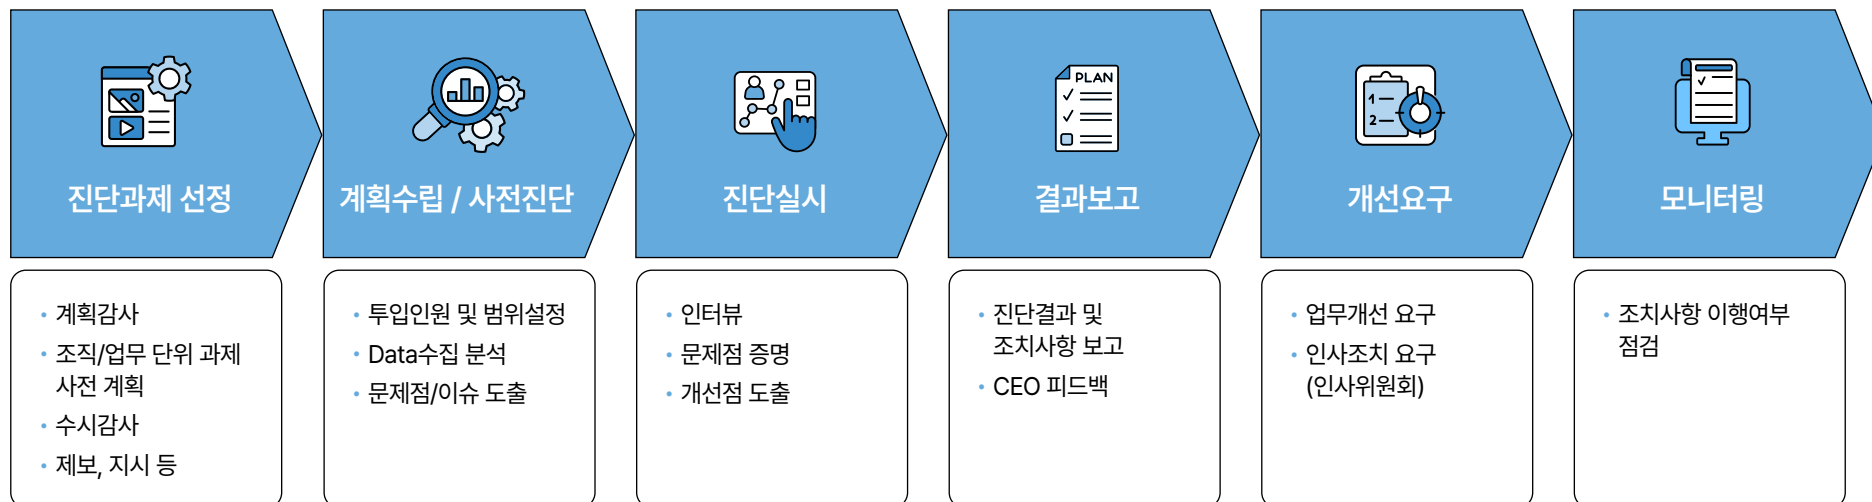 진단과제 선정
• 계획감사
• 조직/업무 단위 과제
사전 계획
• 수시감사
• 제보, 지시 등
계획수립 / 사전진단
• 투입인원 및 범위설정
• Data수집 분석
• 문제점/이슈 도출
진단실시
• 인터뷰
• 문제점 증명
• 개선점 도출
PLAN
결과보고
• 진단결과 및
조치사항 보고
• CEO 피드백
1
2
개선요구
• 업무개선 요구
• 인사조치 요구
(인사위원회)
모니터링
• 조치사항 이행여부
점검